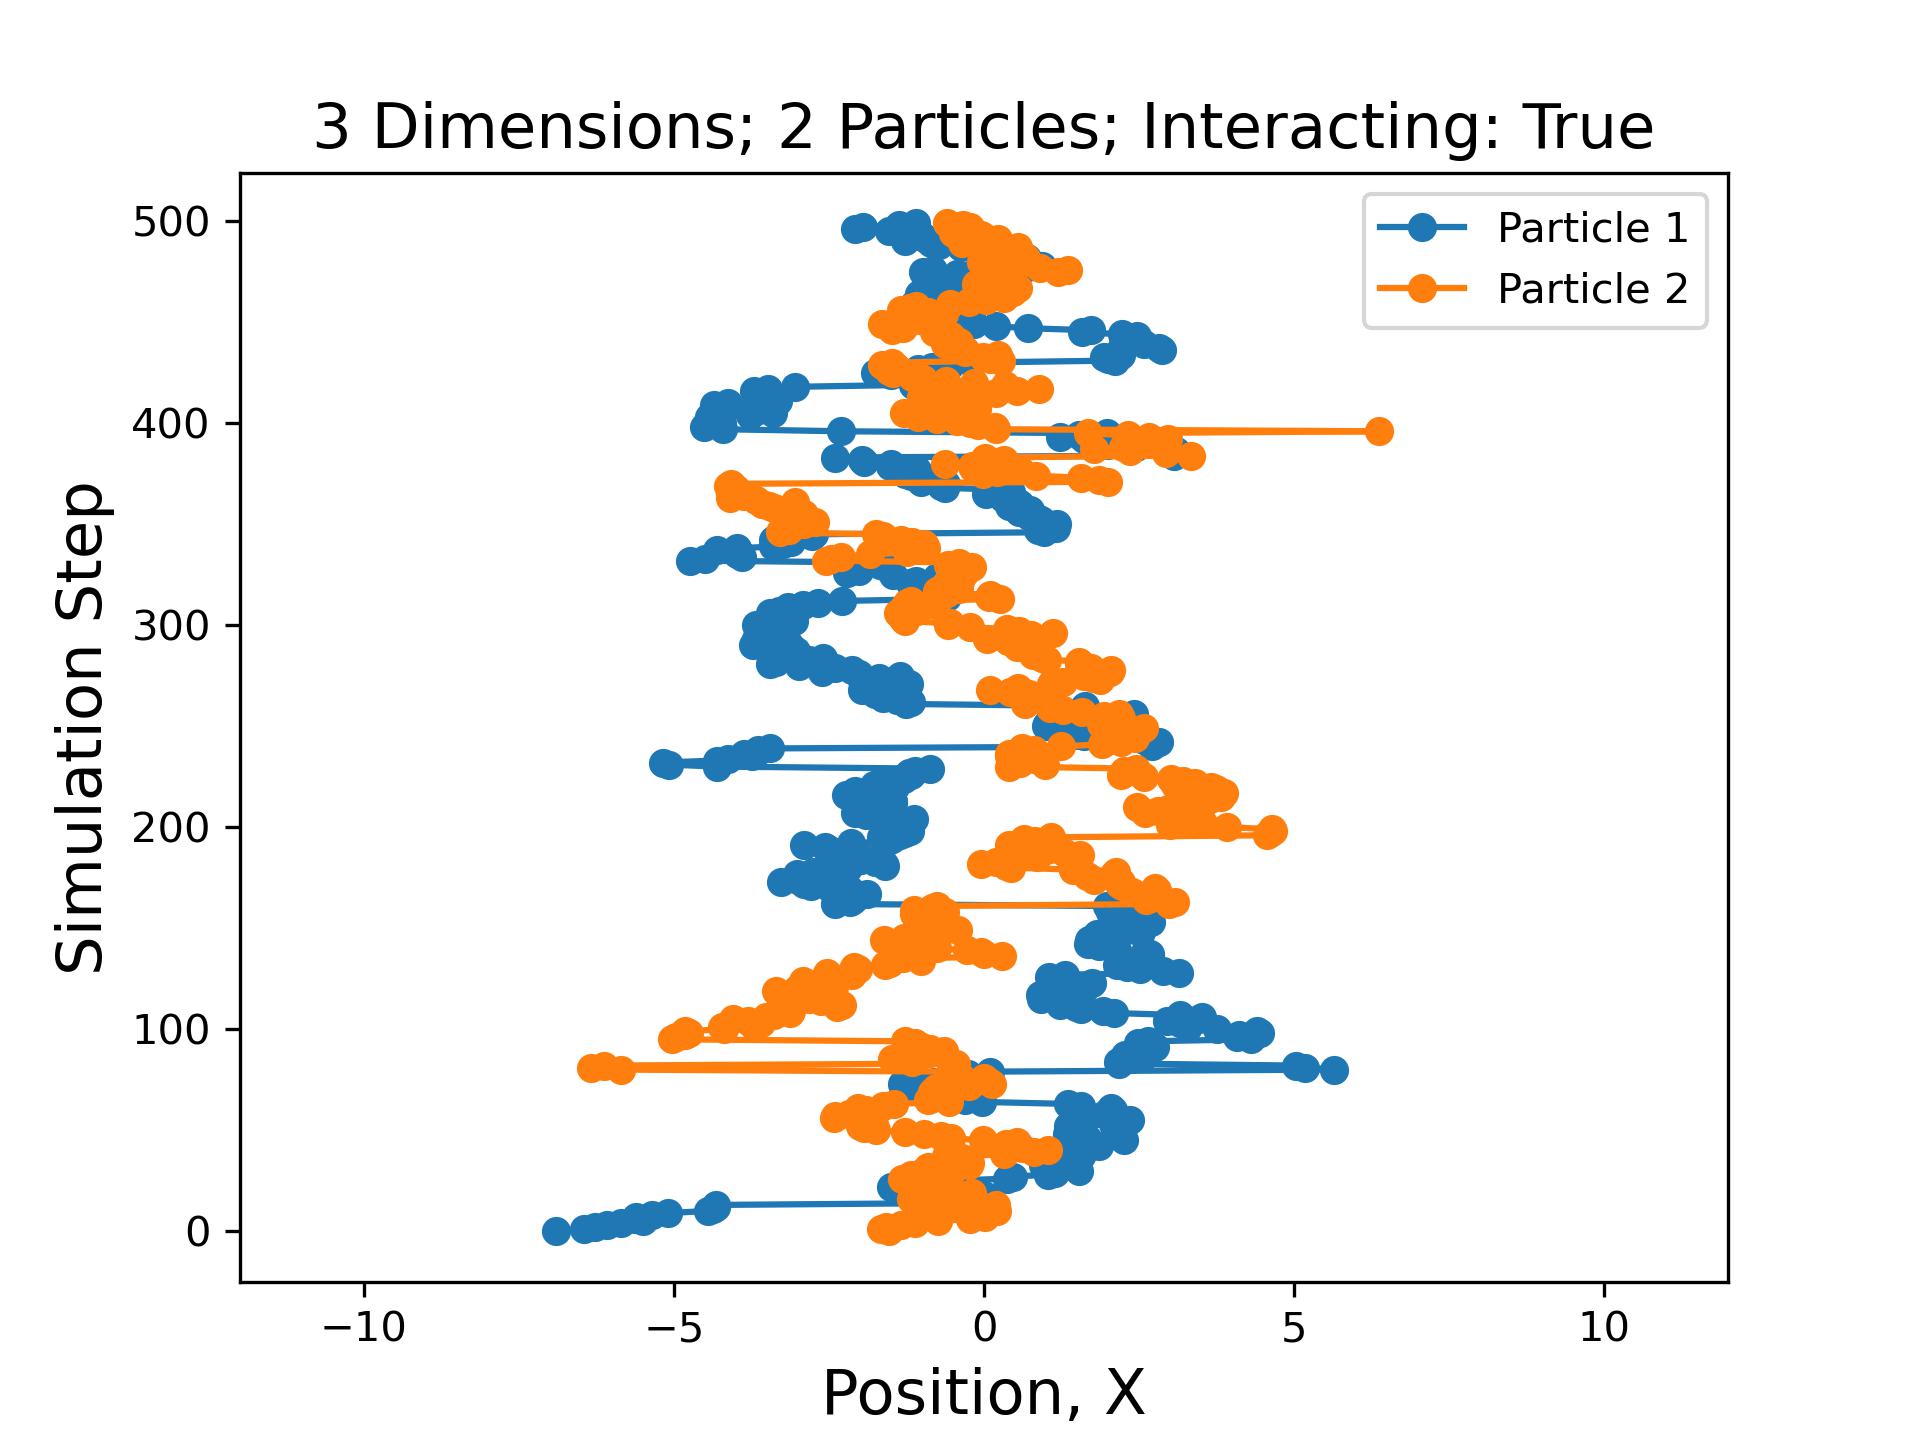 3 Dimensions; 2 Particles; Interacting: True
Particle 1
Particle 2
Simulation Step
500
400
300
200
100
0
−10 −5 0 5 10
Position, X